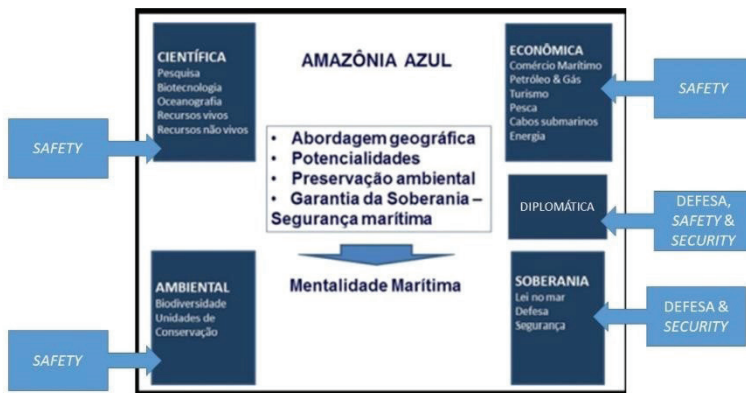 CIENTÍFICA
Pesquisa
Biotecnologia
Oceanografia
Recursos vivos
Recursos não vivos
SAFETY
AMAZÔNIA AZUL
• Abordagem geográfica
• Potencialidades
• Preservação ambiental
• Garantia da Soberania –
Segurança marítima
Mentalidade Marítima
ECONÔMICA
Comércio Marítimo
Petróleo & Gás
Turismo
Pesca
Cabos submarinos
Energia
SAFETY
DIPLOMÁTICA
DEFESA,
SAFETY &
SECURITY
AMBIENTAL
Biodiversidade
Unidades de
Conservação
SAFETY
SOBERANIA
Lei no mar
Defesa
Segurança
DEFESA &
SECURITY